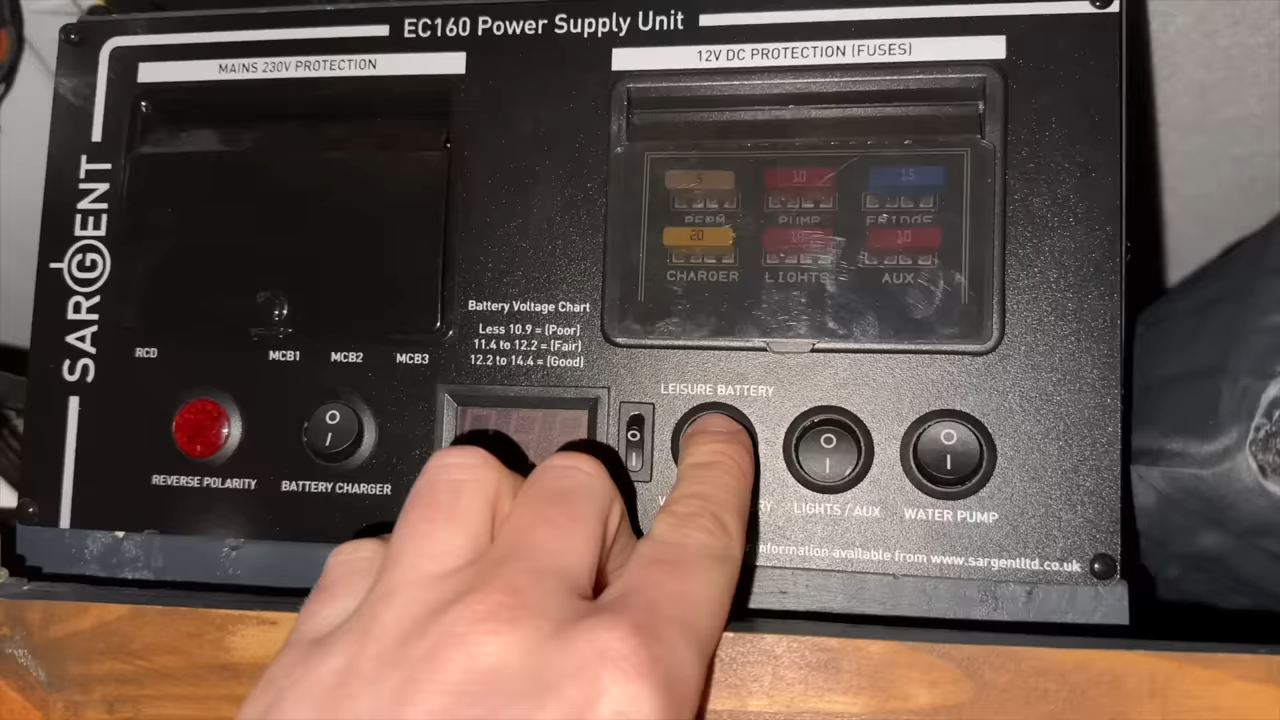 EC160 Power Supply Unit
MAINS 230V PROTECTION
12V DC PROTECTION (FUSES)
SARGENT
5
10
15
PERM
PUMP
FRIDGE
20
10
10
CHARGER
LIGHTS
AUX
Battery Voltage Chart
Less 10.9 = (Poor)
11.4 to 12.2 = (Fair)
12.2 to 14.4 = (Good)
RCD
MCB1
MCB2
MCB3
LEISURE BATTERY
REVERSE POLARITY
BATTERY CHARGER
LIGHTS / AUX
WATER PUMP
available from www.sargentltd.co.uk